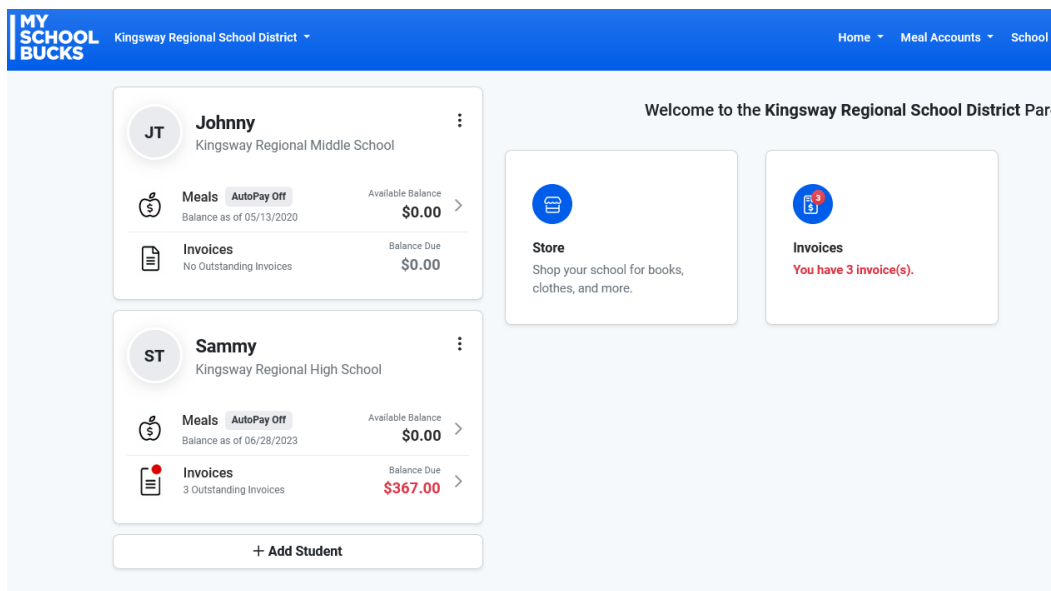 MY
SCHOOL
BUCKS
Kingsway Regional School District
Home
Meal Accounts
School
JT
Johnny
Kingsway Regional Middle School
Meals AutoPay Off
Balance as of 05/13/2020
Available Balance
$0.00
Invoices
No Outstanding Invoices
Balance Due
$0.00
ST
Sammy
Kingsway Regional High School
Meals AutoPay Off
Balance as of 06/28/2023
Available Balance
$0.00
Invoices
3 Outstanding Invoices
Balance Due
$367.00
+ Add Student
Welcome to the Kingsway Regional School District Par
Store
Shop your school for books,
clothes, and more.
3
$
Invoices
You have 3 invoice(s).